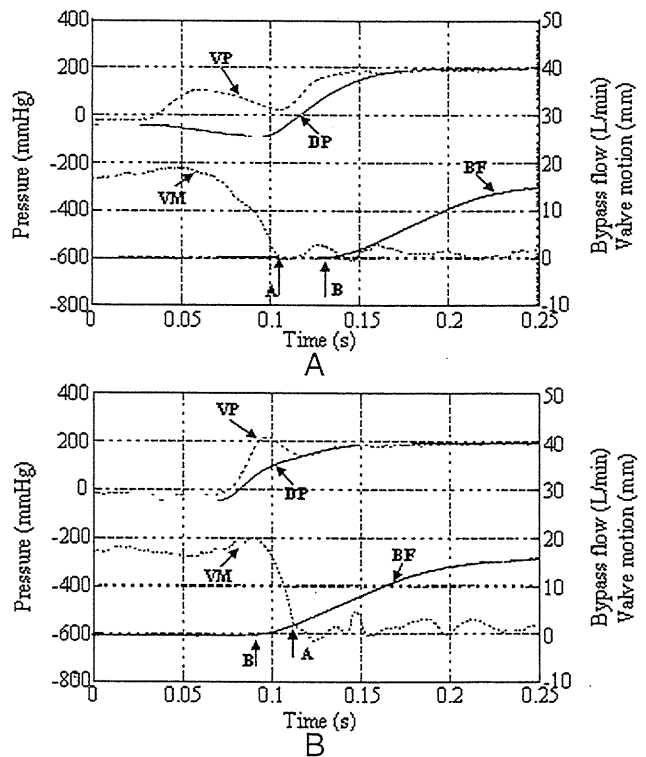 400
200
0
-200
-400
-600
-800
50
40
30
20
10
0
-10
Pressure (mmHg)
Bypass flow (L/min)
Valve motion (mm)
VP
DP
VM
BF
A
B
0
0.05
0.1
0.15
0.2
0.25
Time (s)
A
400
200
0
-200
-400
-600
-800
50
40
30
20
10
0
-10
Pressure (mmHg)
Bypass flow (L/min)
Valve motion (mm)
VP
DP
VM
BF
B
A
0
0.05
0.1
0.15
0.2
0.25
Time (s)
B